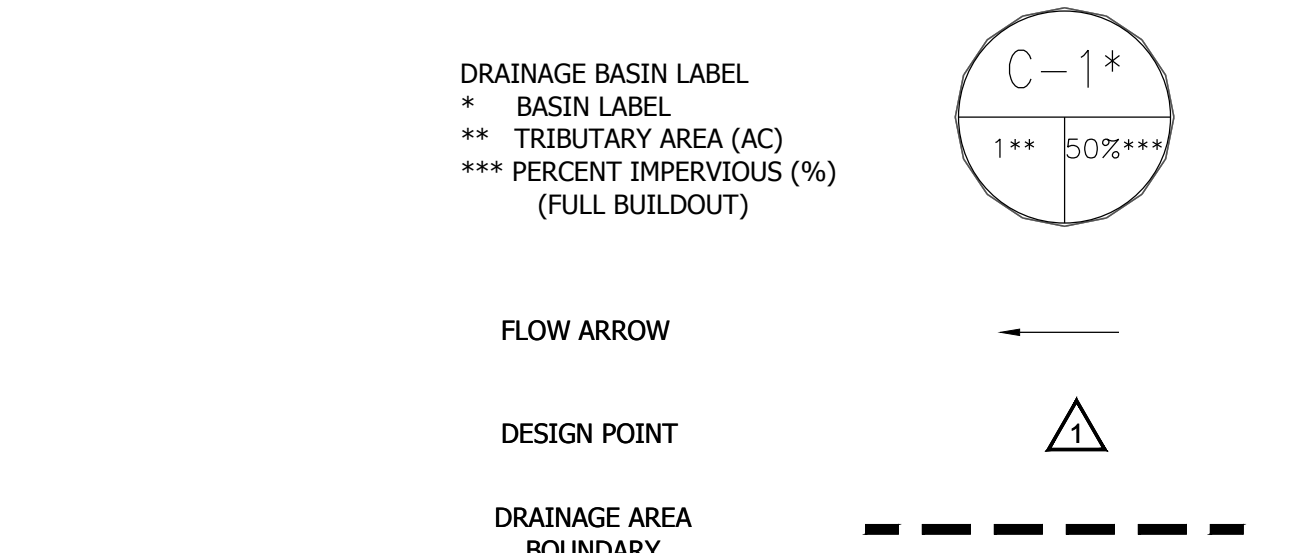 DRAINAGE BASIN LABEL
* BASIN LABEL
** TRIBUTARY AREA (AC)
*** PERCENT IMPERVIOUS (%)
(FULL BUILDOUT)
C-1*
1** 50%***
FLOW ARROW
DESIGN POINT
1
DRAINAGE AREA
BOUNDARY